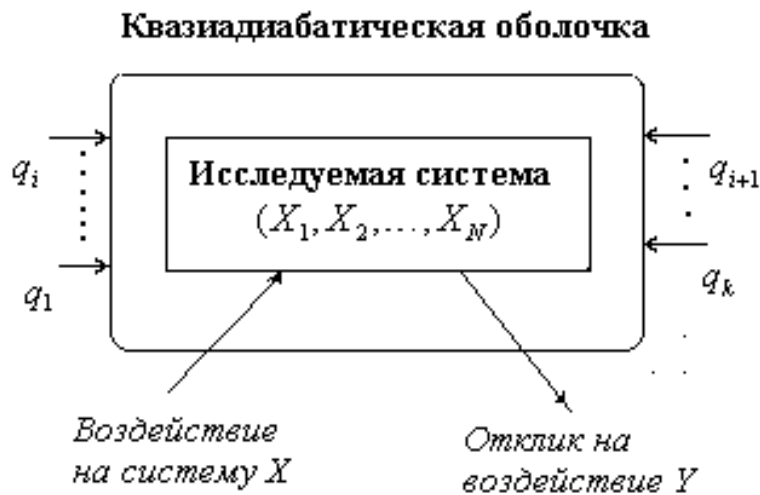 Квазиадиабатическая оболочка
q_i
q_{i+1}
Исследуемая система
(X_1, X_2, ..., X_N)
q_1
q_k
Воздействие
на систему X
Отклик на
воздействие Y